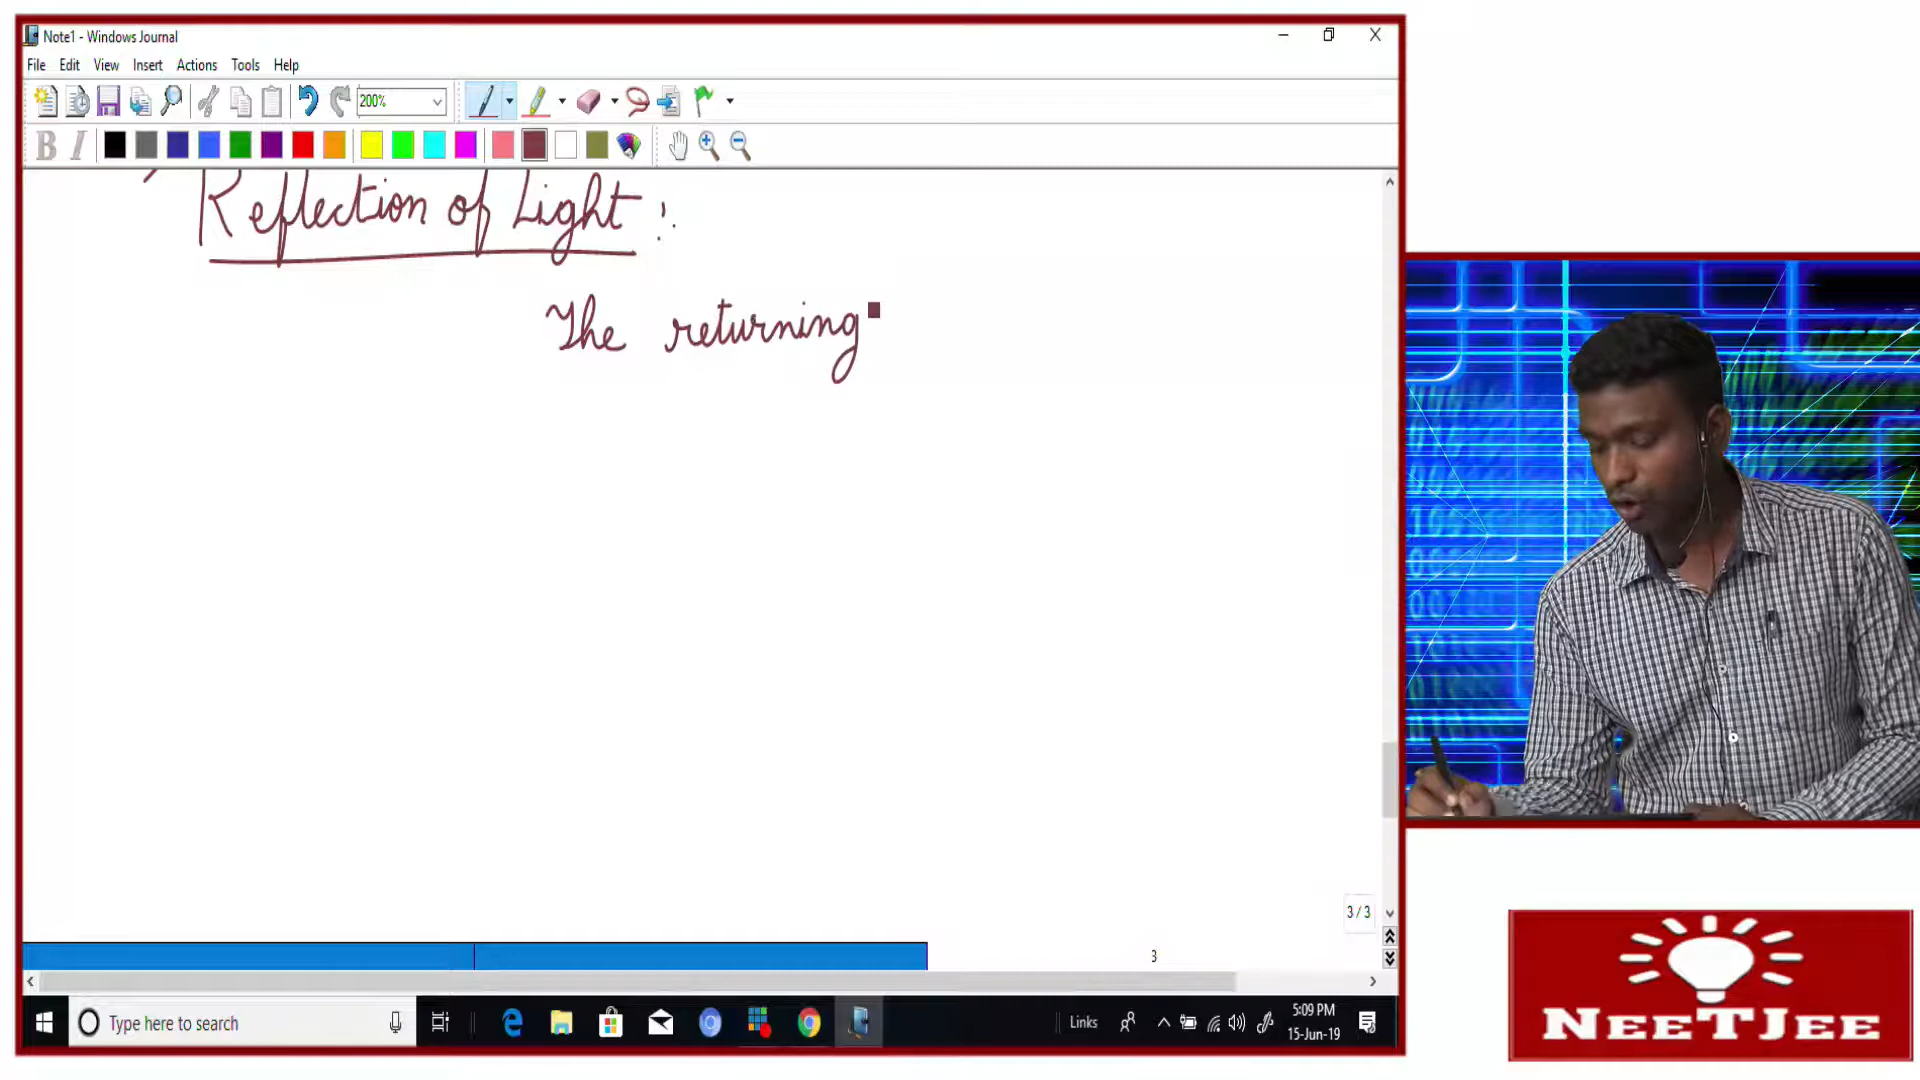 Note1 - Windows Journal
File Edit View Insert Actions Tools Help
200%
B I
Reflection of Light :
The returning
3 / 3
3
Type here to search
Links
5:09 PM
15-Jun-19
NEETJEE